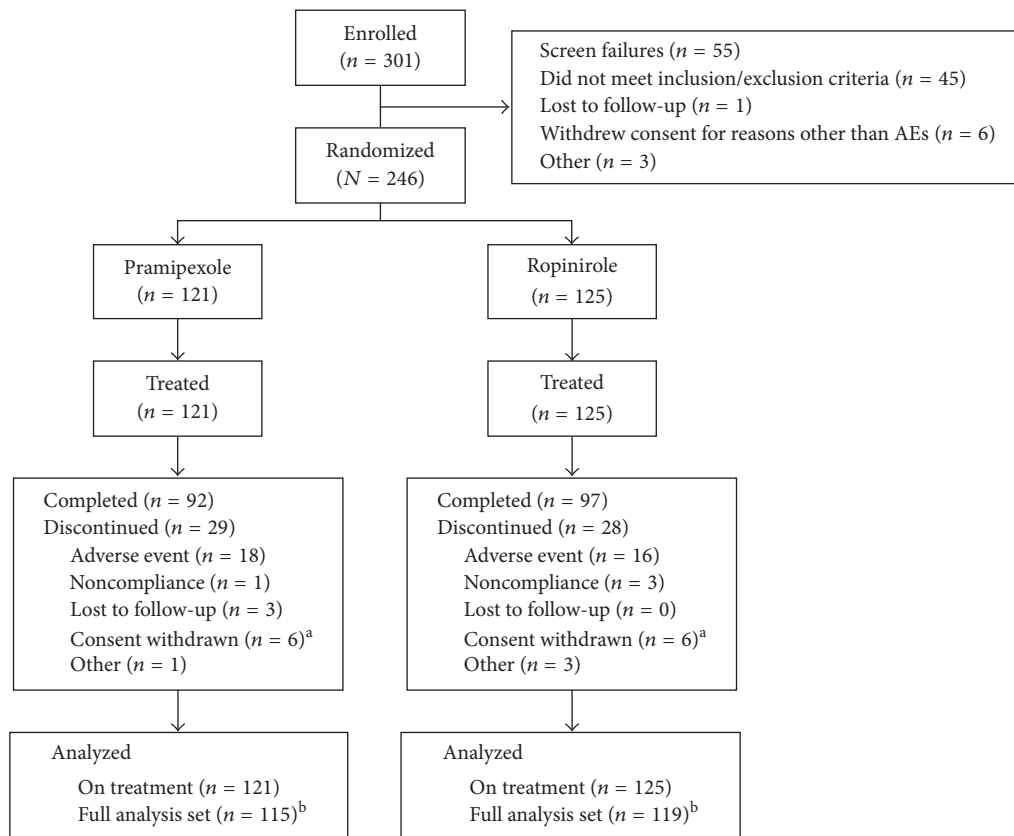 Enrolled
(n = 301)
Screen failures (n = 55)
Did not meet inclusion/exclusion criteria (n = 45)
Lost to follow-up (n = 1)
Withdrew consent for reasons other than AEs (n = 6)
Other (n = 3)
Randomized
(N = 246)
Pramipexole
(n = 121)
Ropinirole
(n = 125)
Treated
(n = 121)
Treated
(n = 125)
Completed (n = 92)
Discontinued (n = 29)
Adverse event (n = 18)
Noncompliance (n = 1)
Lost to follow-up (n = 3)
Consent withdrawn (n = 6)a
Other (n = 1)
Completed (n = 97)
Discontinued (n = 28)
Adverse event (n = 16)
Noncompliance (n = 3)
Lost to follow-up (n = 0)
Consent withdrawn (n = 6)a
Other (n = 3)
Analyzed
On treatment (n = 121)
Full analysis set (n = 115)b
Analyzed
On treatment (n = 125)
Full analysis set (n = 119)b